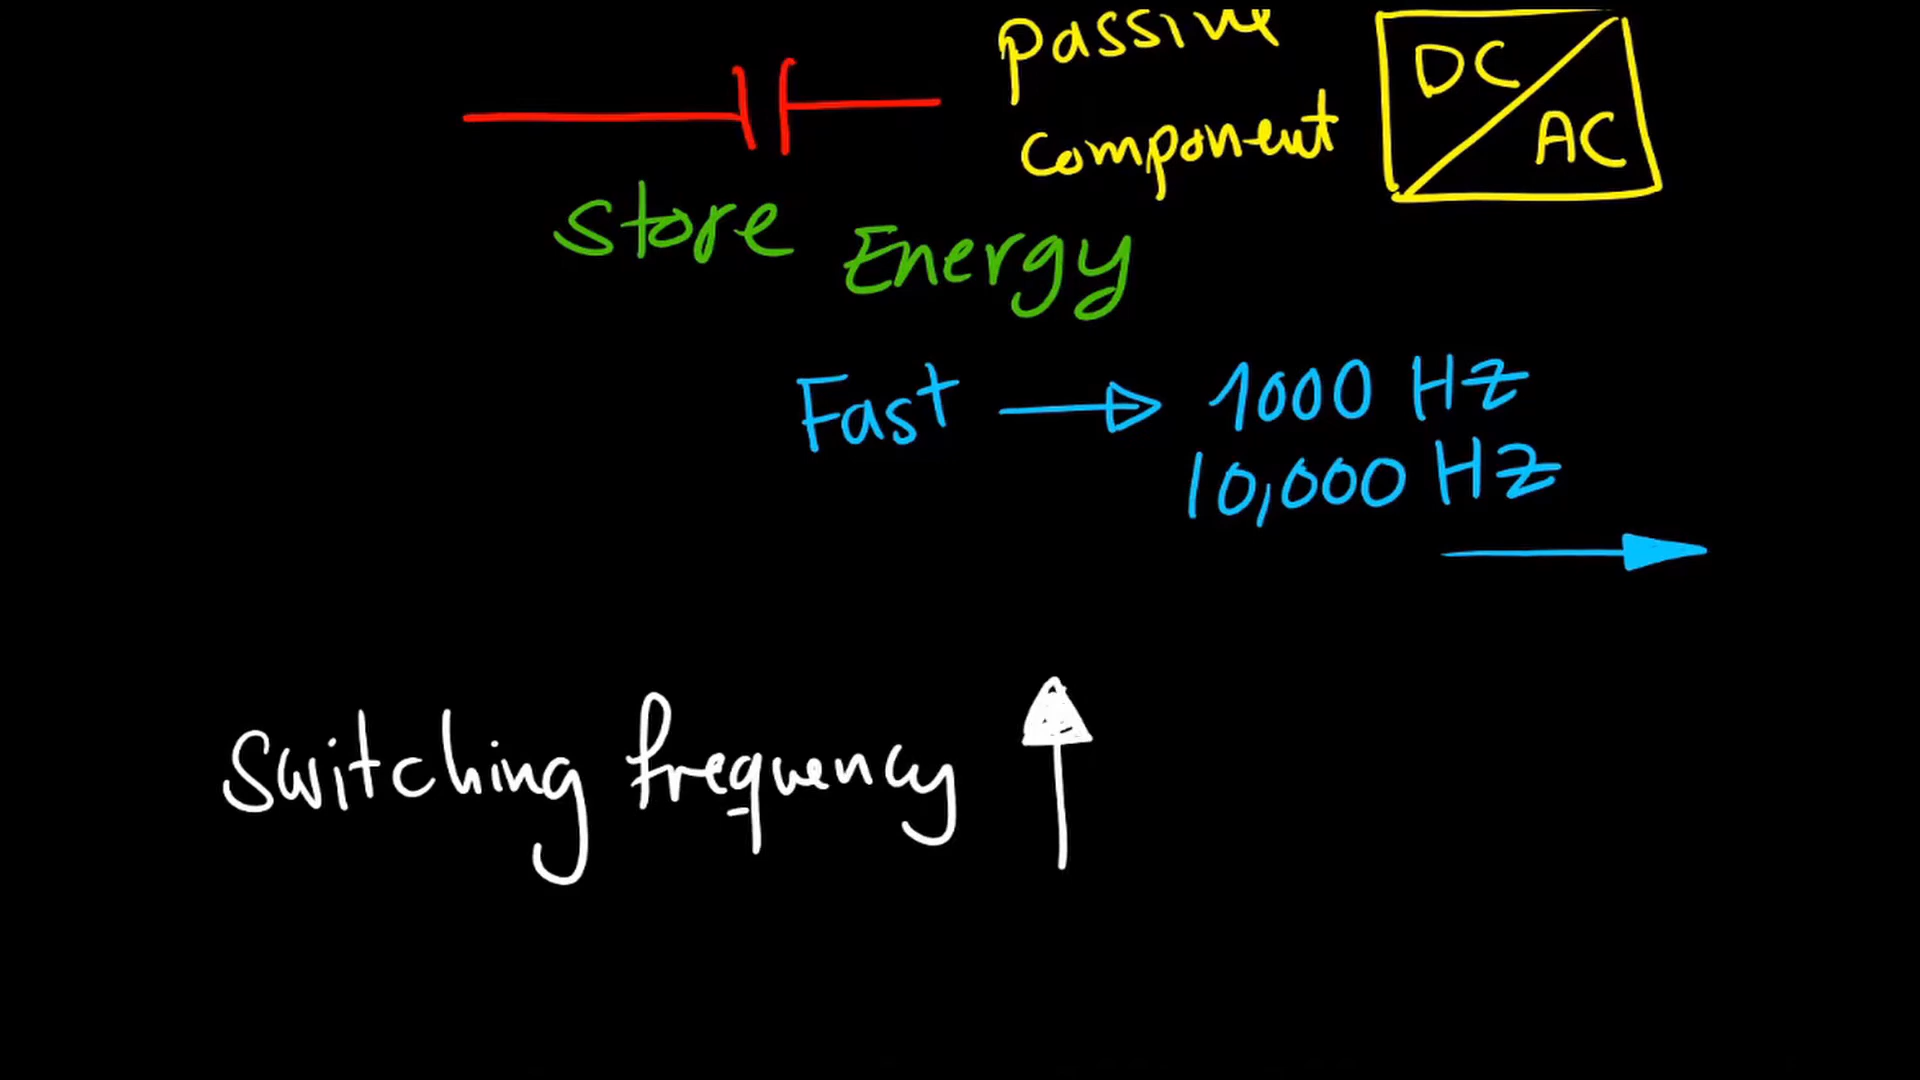 passive
component
DC
AC
Store Energy
Fast
1000 Hz
10,000 Hz
Switching frequency